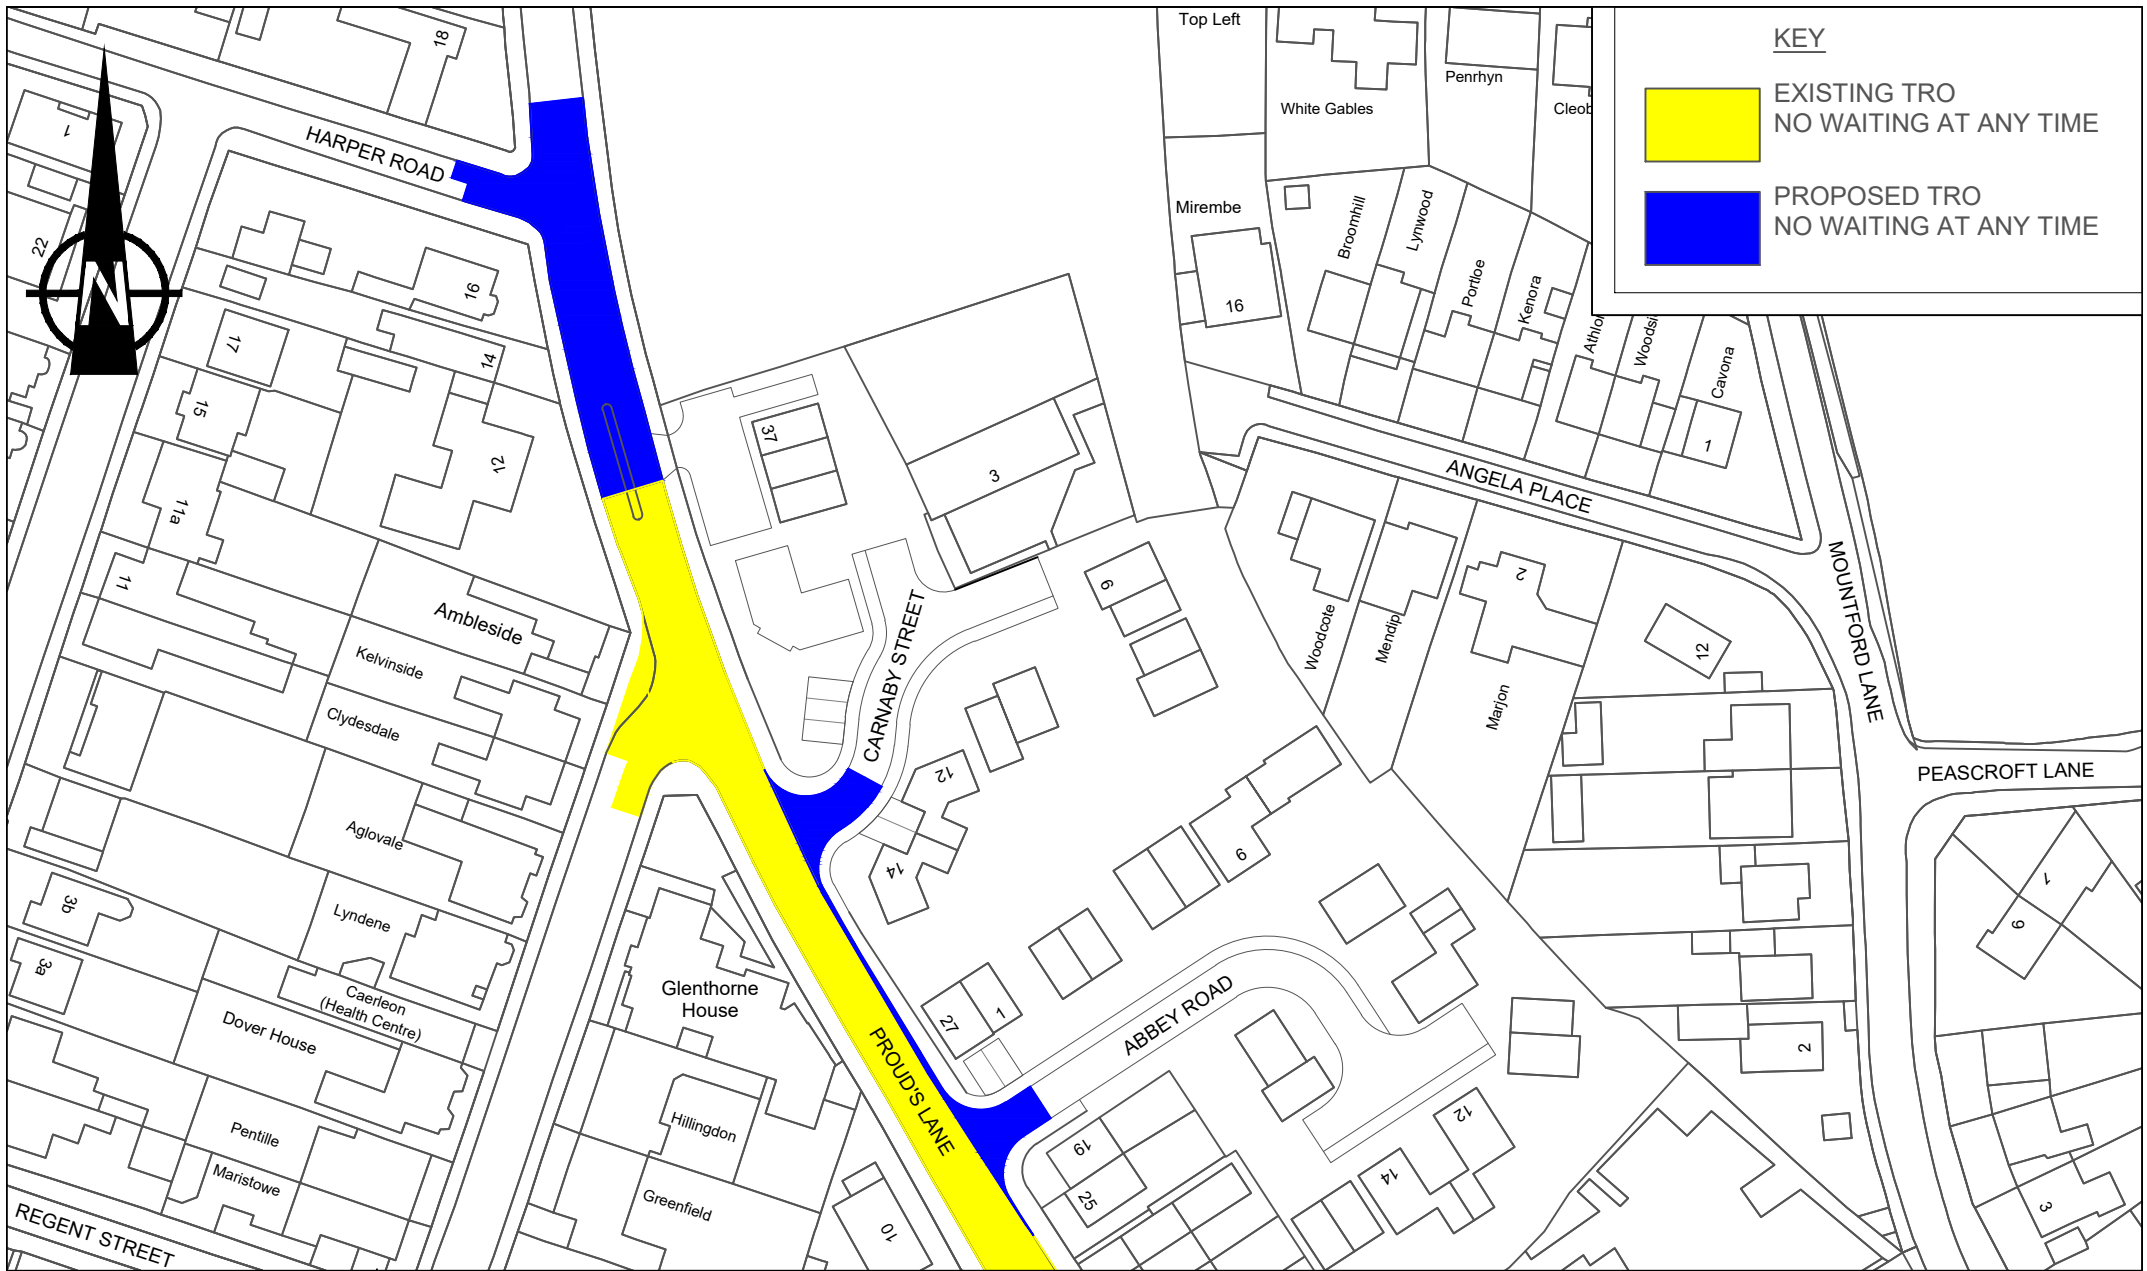 Top Left
KEY
EXISTING TRO
NO WAITING AT ANY TIME
PROPOSED TRO
NO WAITING AT ANY TIME
18
White Gables
Penrhyn
HARPER ROAD
1
22
Mirembe
16
Broomhill
Lynwood
Portloe
Kenora
Cavona
1
N
16
14
17
15
12
11a
11
37
3
ANGELA PLACE
MOUNTFORD LANE
PEASCROFT LANE
Ambleside
Kelvinside
Clydesdale
Aglovale
Lyndene
Caerleon
(Health Centre)
Dover House
Pentille
Maristowe
REGENT STREET
3b
3a
CARNABY STREET
6
Woodcote
Mendip
Marjon
2
12
12
14
9
Glenthorne
House
27
1
ABBEY ROAD
PROUD'S LANE
Hillingdon
Greenfield
10
19
25
12
14
2
7
3